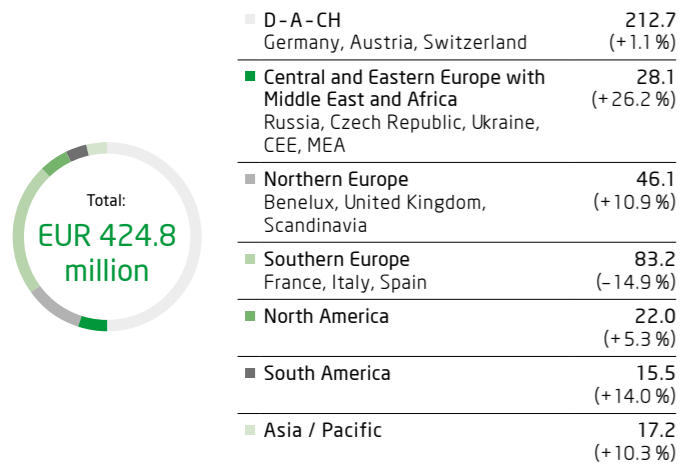 Total:
EUR 424.8
million
D–A–CH 212.7
Germany, Austria, Switzerland (+1.1 %)
Central and Eastern Europe with 28.1
Middle East and Africa (+26.2 %)
Russia, Czech Republic, Ukraine,
CEE, MEA
Northern Europe 46.1
Benelux, United Kingdom, (+10.9 %)
Scandinavia
Southern Europe 83.2
France, Italy, Spain (–14.9 %)
North America 22.0
(+5.3 %)
South America 15.5
(+14.0 %)
Asia / Pacific 17.2
(+10.3 %)